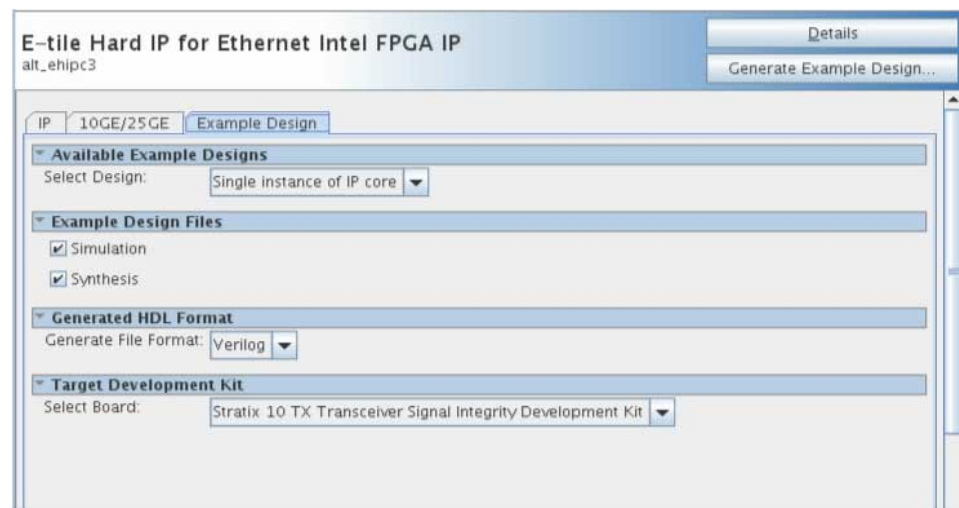 E-tile Hard IP for Ethernet Intel FPGA IP
alt_ehipc3
Details
Generate Example Design...
IP 10GE/25GE Example Design
Available Example Designs
Select Design: Single instance of IP core
Example Design Files
Simulation
Synthesis
Generated HDL Format
Generate File Format: Verilog
Target Development Kit
Select Board: Stratix 10 TX Transceiver Signal Integrity Development Kit